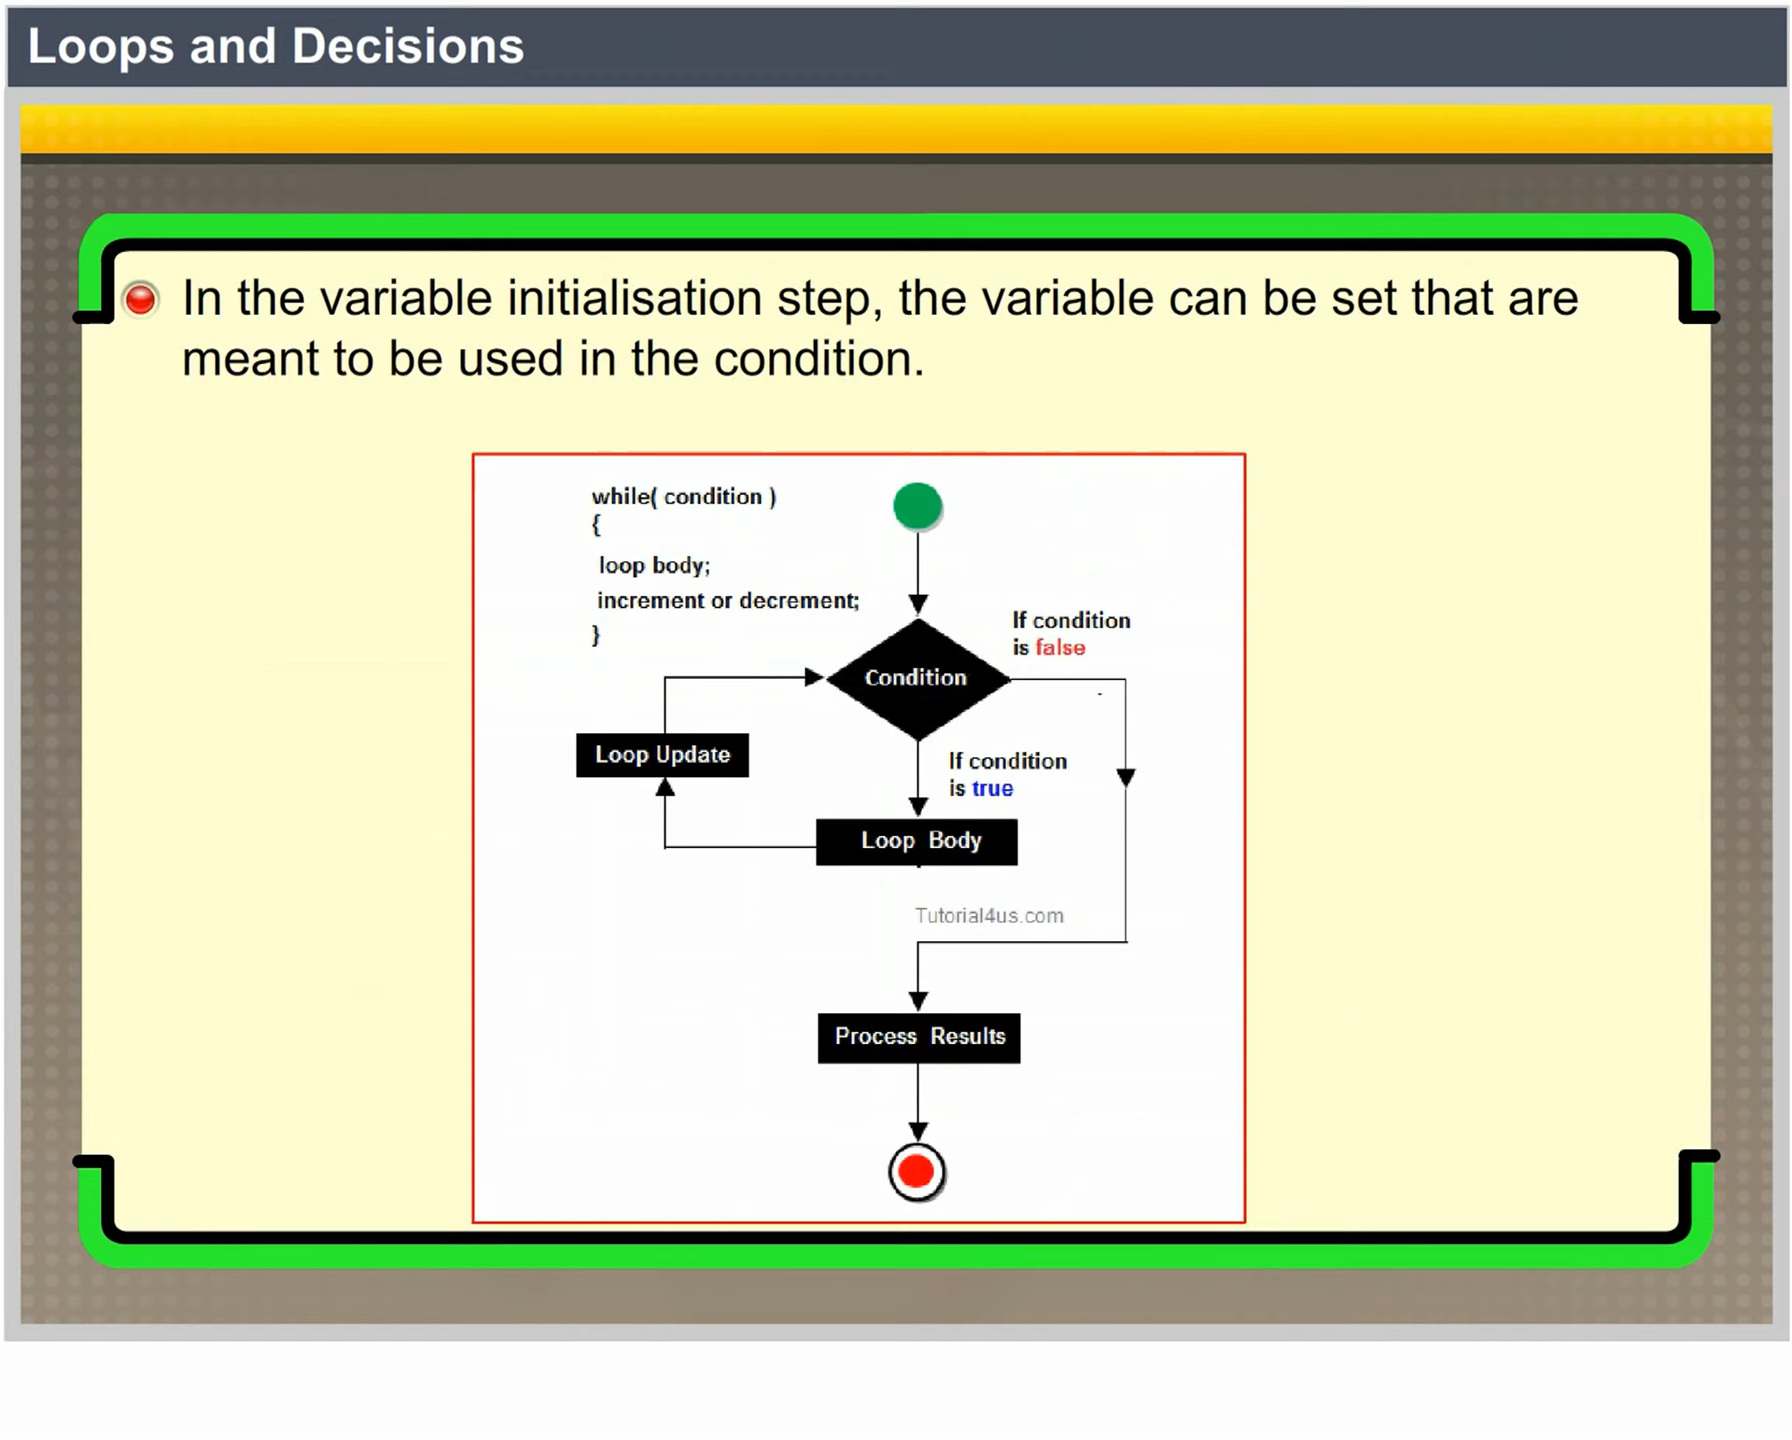 Loops and Decisions
In the variable initialisation step, the variable can be set that are
meant to be used in the condition.
while( condition )
{
loop body;
increment or decrement;
}
If condition
is false
Condition
Loop Update
If condition
is true
Loop Body
Tutorial4us.com
Process Results